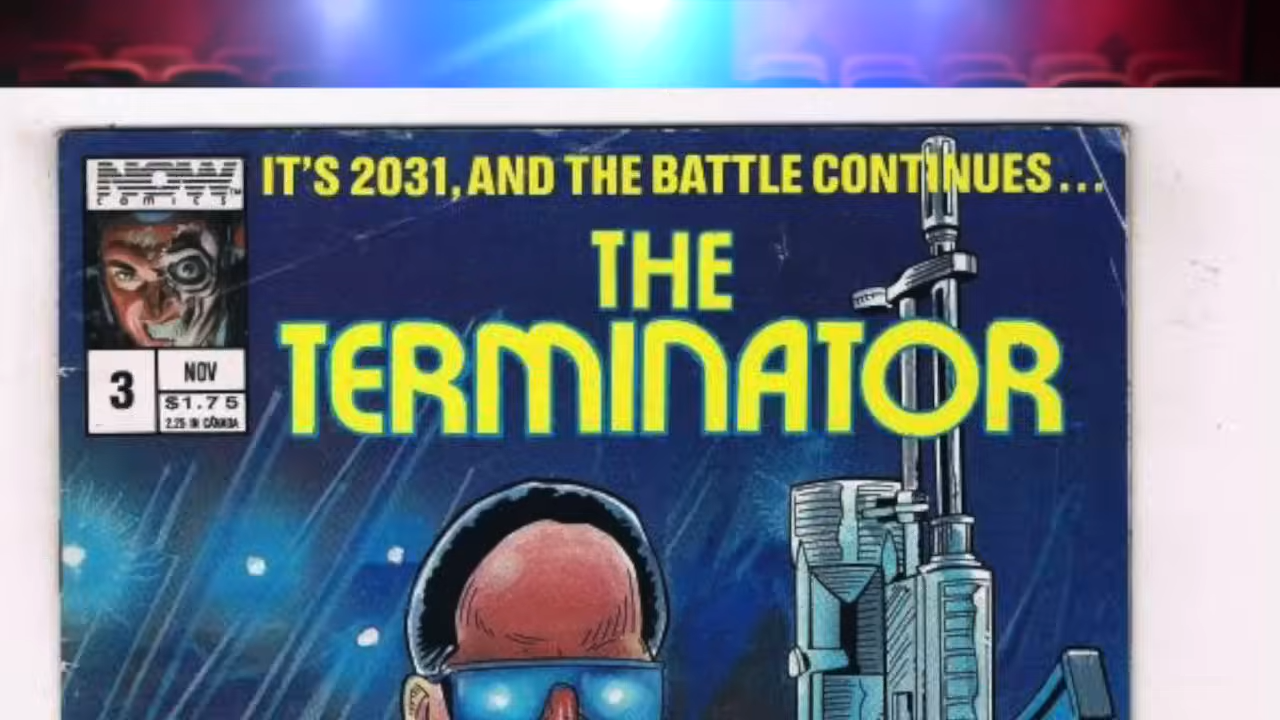 NOW
COMICS
IT'S 2031, AND THE BATTLE CONTINUES...
THE
TERMINATOR
3
NOV
$1.75
2.25 IN CANADA